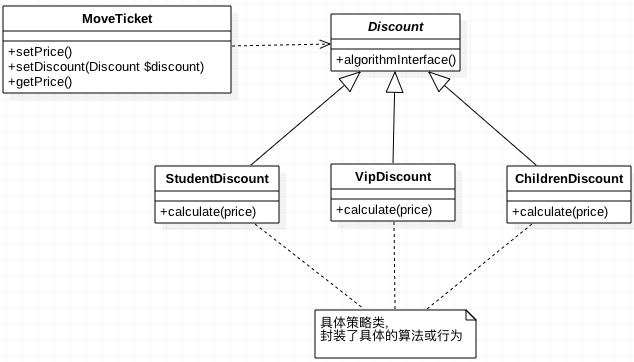 MoveTicket
+setPrice()
+setDiscount(Discount $discount)
+getPrice()
Discount
+algorithmInterface()
StudentDiscount
+calculate(price)
VipDiscount
+calculate(price)
ChildrenDiscount
+calculate(price)
具体策略类,
封装了具体的算法或行为